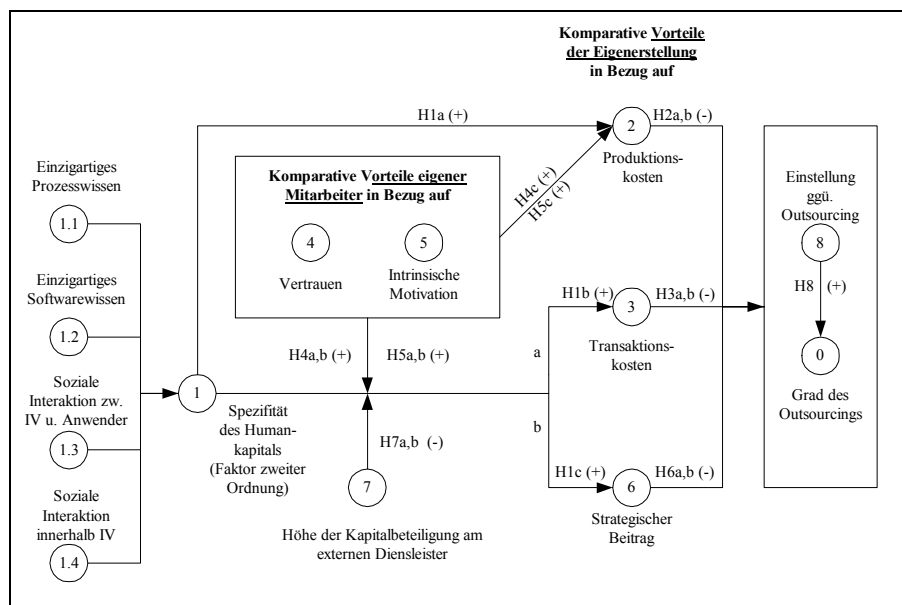 Komparative Vorteile
der Eigenerstellung
in Bezug auf
H1a (+)
2
H2a,b (-)
Produktions-
kosten
Einzigartiges
Prozesswissen
1.1
Komparative Vorteile eigener
Mitarbeiter in Bezug auf
4
Vertrauen
5
Intrinsische
Motivation
H4c (+)
H5c (+)
Einstellung
ggü.
Outsourcing
8
H8 (+)
0
Grad des
Outsourcings
Einzigartiges
Softwarewissen
1.2
H1b (+)
3
H3a,b (-)
Transaktions-
kosten
H4a,b (+)
H5a,b (+)
a
b
Soziale
Interaktion zw.
IV u. Anwender
1.3
1
Spezifität
des Human-
kapitals
(Faktor zweiter
Ordnung)
H7a,b (-)
7
Höhe der Kapitalbeteiligung am
externen Diensleister
H1c (+)
6
H6a,b (-)
Strategischer
Beitrag
Soziale
Interaktion
innerhalb IV
1.4